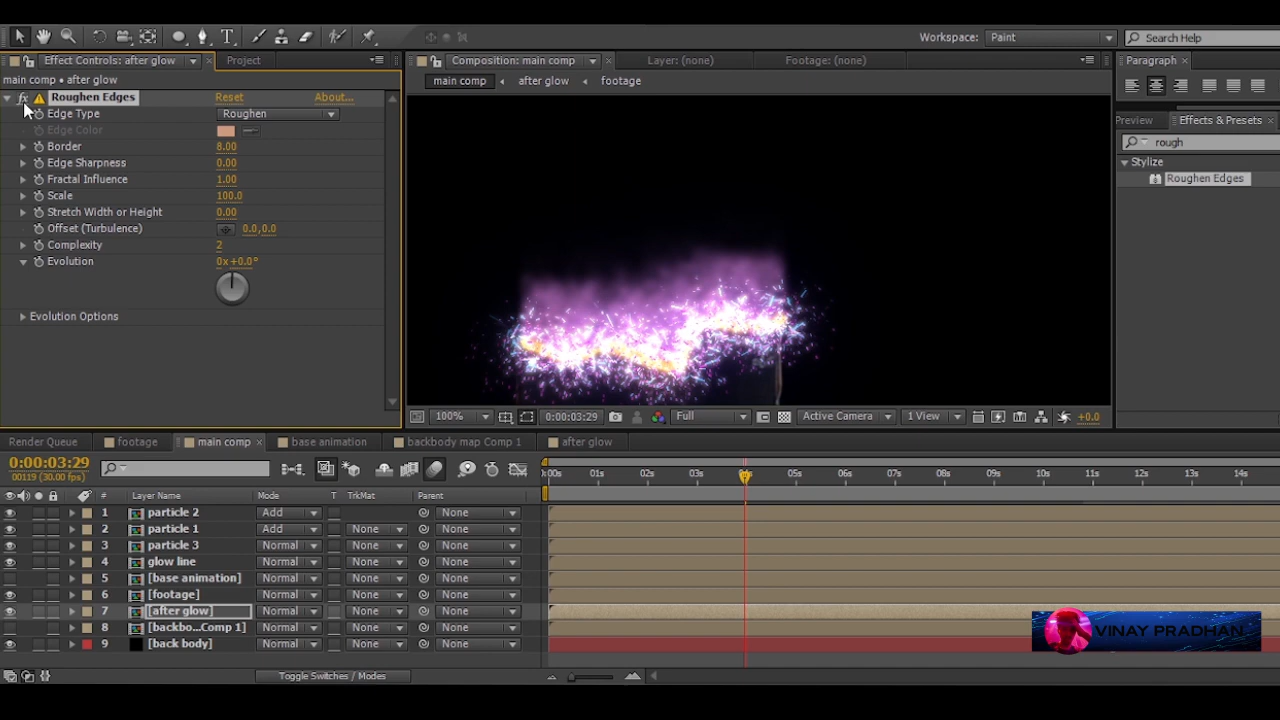 Workspace: Paint Search Help
Effect Controls: after glow Project Composition: main comp Layer: (none) Footage: (none) Paragraph
main comp • after glow main comp after glow footage
fx Roughen Edges Reset About...
Edge Type Roughen
Edge Color
Border 8.00
Edge Sharpness 0.00
Fractal Influence 1.00
Scale 100.0
Stretch Width or Height 0.00
Offset (Turbulence) 0.0,0.0
Complexity 2
Evolution 0x +0.0°
Evolution Options
Preview Effects & Presets
rough
Stylize
Roughen Edges
100% 0:00:03:29 Full Active Camera 1 View +0.0
Render Queue footage main comp base animation backbody map Comp 1 after glow
0:00:03:29
00119 (30.00 fps)
:00s 01s 02s 03s 05s 06s 07s 08s 09s 10s 11s 12s 13s 14s
# Layer Name Mode T TrkMat Parent
1 particle 2 Add None
2 particle 1 Add None None
3 particle 3 Normal None None
4 glow line Normal None None
5 [base animation] Normal None None
6 [footage] Normal None None
7 [after glow] Normal None None
8 [backbo...Comp 1] Normal None None
9 [back body] Normal None None
Toggle Switches / Modes
VINAY PRADHAN